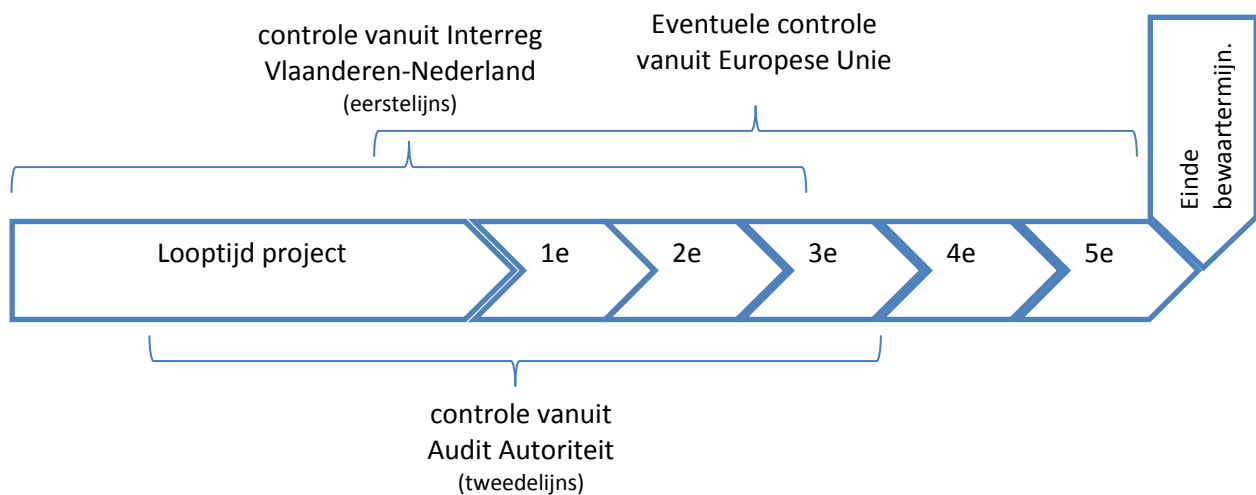 controle vanuit Interreg
Vlaanderen-Nederland
(eerstelijns)
Eventuele controle
vanuit Europese Unie
Einde
bewaartermijn.
Looptijd project
1e
2e
3e
4e
5e
controle vanuit
Audit Autoriteit
(tweedelijns)